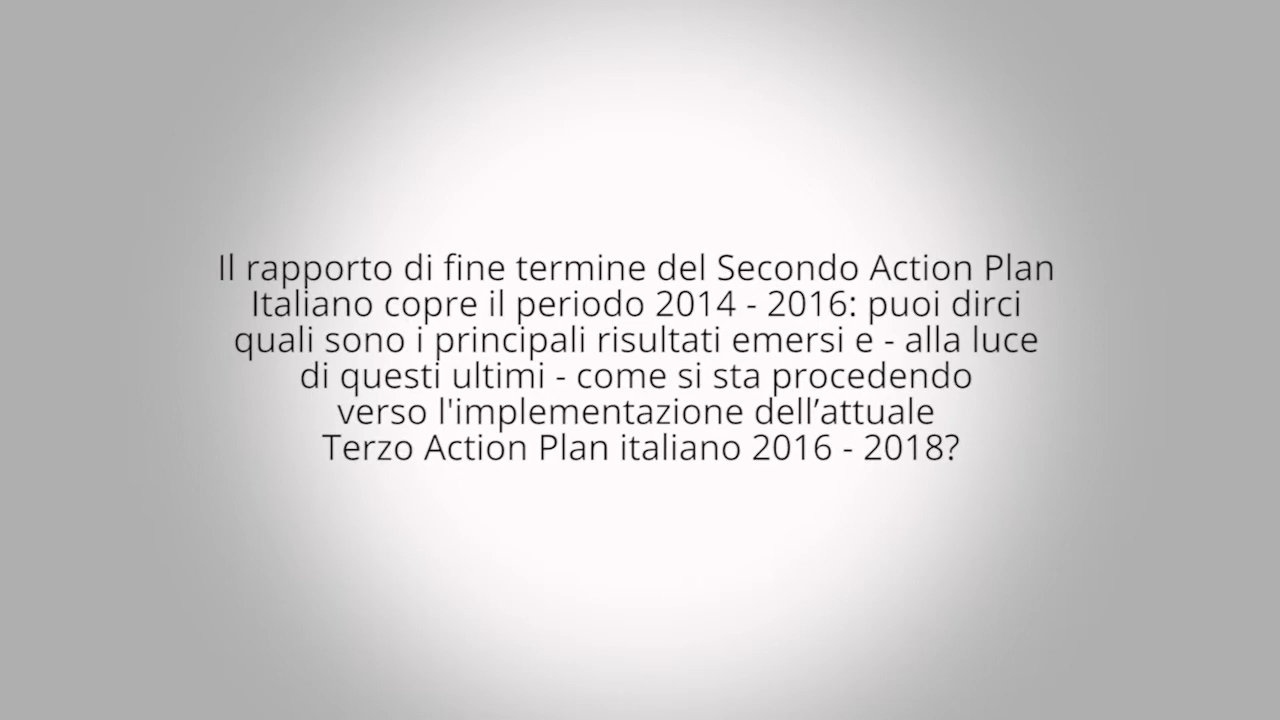 Il rapporto di fine termine del Secondo Action Plan
Italiano copre il periodo 2014 - 2016: puoi dirci
quali sono i principali risultati emersi e - alla luce
di questi ultimi - come si sta procedendo
verso l'implementazione dell’attuale
Terzo Action Plan italiano 2016 - 2018?